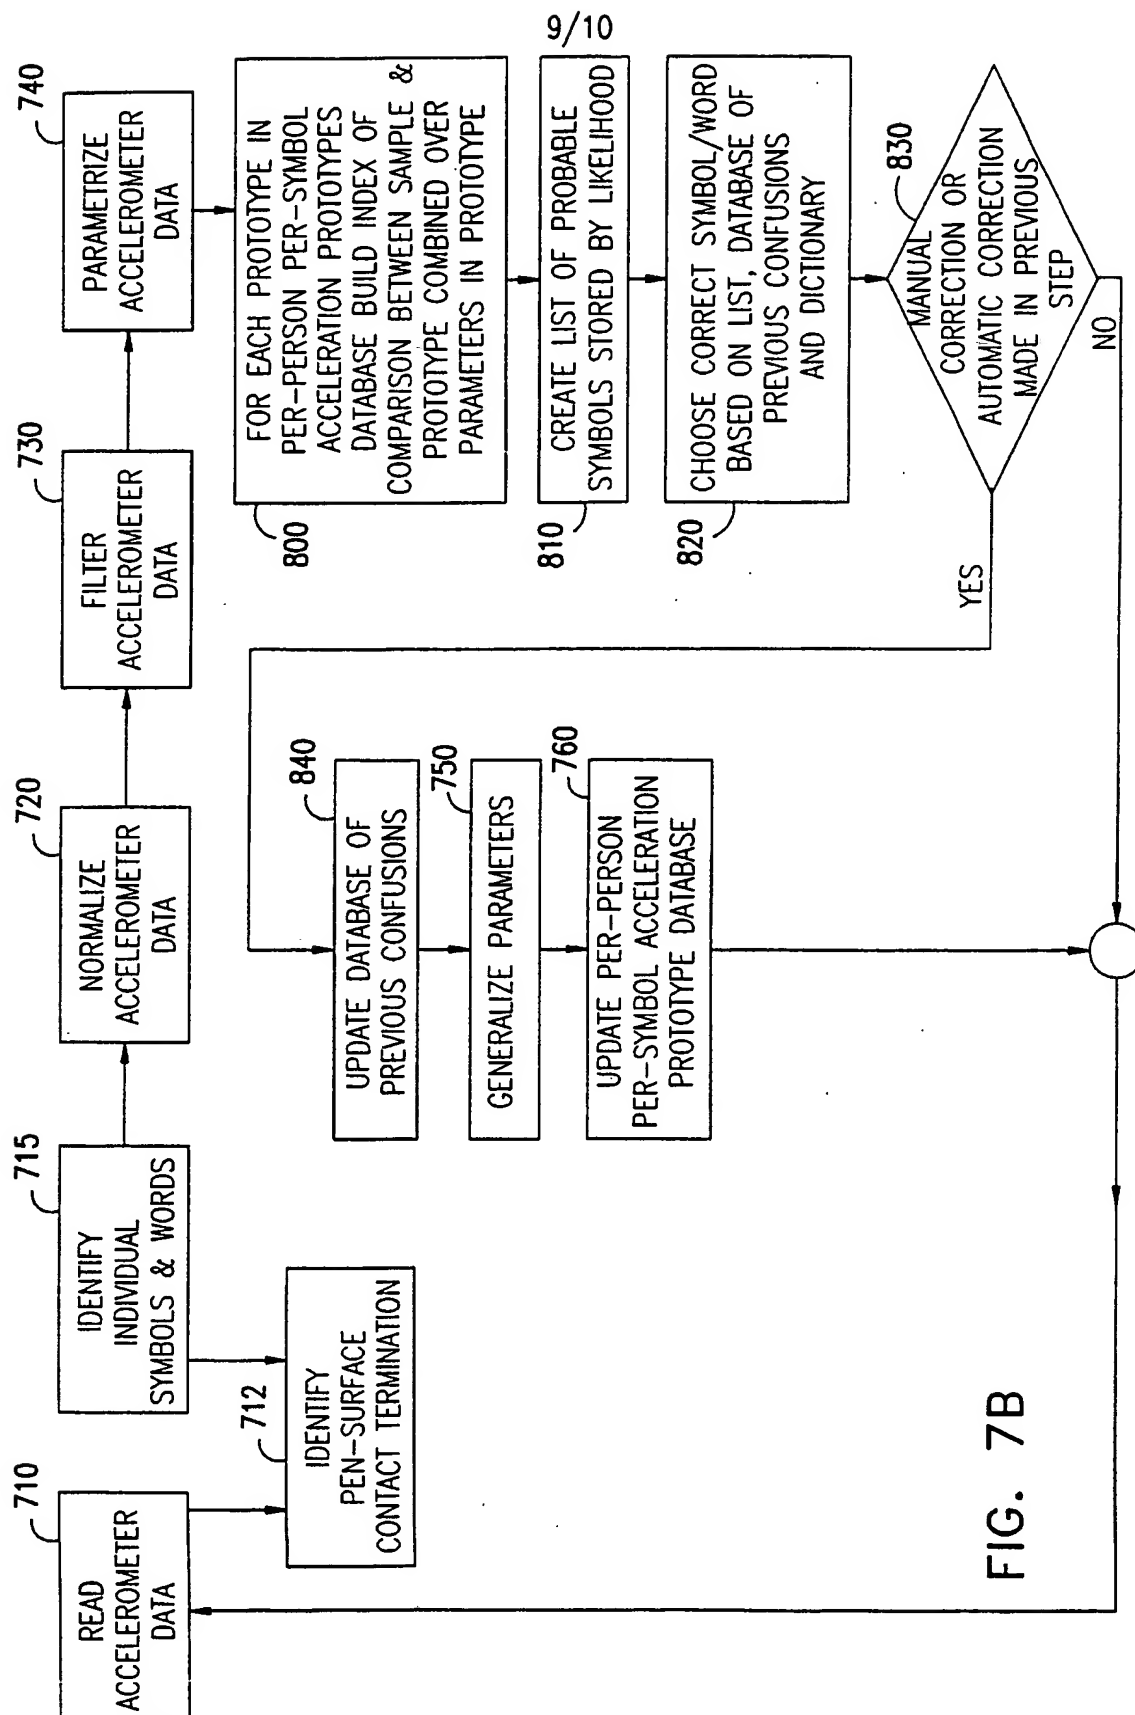 9/10
710
READ
ACCELEROMETER
DATA
712
IDENTIFY
PEN-SURFACE
CONTACT TERMINATION
715
IDENTIFY
INDIVIDUAL
SYMBOLS & WORDS
720
NORMALIZE
ACCELEROMETER
DATA
730
FILTER
ACCELEROMETER
DATA
740
PARAMETRIZE
ACCELEROMETER
DATA
800
FOR EACH PROTOTYPE IN
PER-PERSON PER-SYMBOL
ACCELERATION PROTOTYPES
DATABASE BUILD INDEX OF
COMPARISON BETWEEN SAMPLE &
PROTOTYPE COMBINED OVER
PARAMETERS IN PROTOTYPE
810
CREATE LIST OF PROBABLE
SYMBOLS STORED BY LIKELIHOOD
820
CHOOSE CORRECT SYMBOL/WORD
BASED ON LIST, DATABASE OF
PREVIOUS CONFUSIONS
AND DICTIONARY
830
MANUAL
CORRECTION OR
AUTOMATIC CORRECTION
MADE IN PREVIOUS
STEP
YES
NO
840
UPDATE DATABASE OF
PREVIOUS CONFUSIONS
750
GENERALIZE PARAMETERS
760
UPDATE PER-PERSON
PER-SYMBOL ACCELERATION
PROTOTYPE DATABASE
FIG. 7B